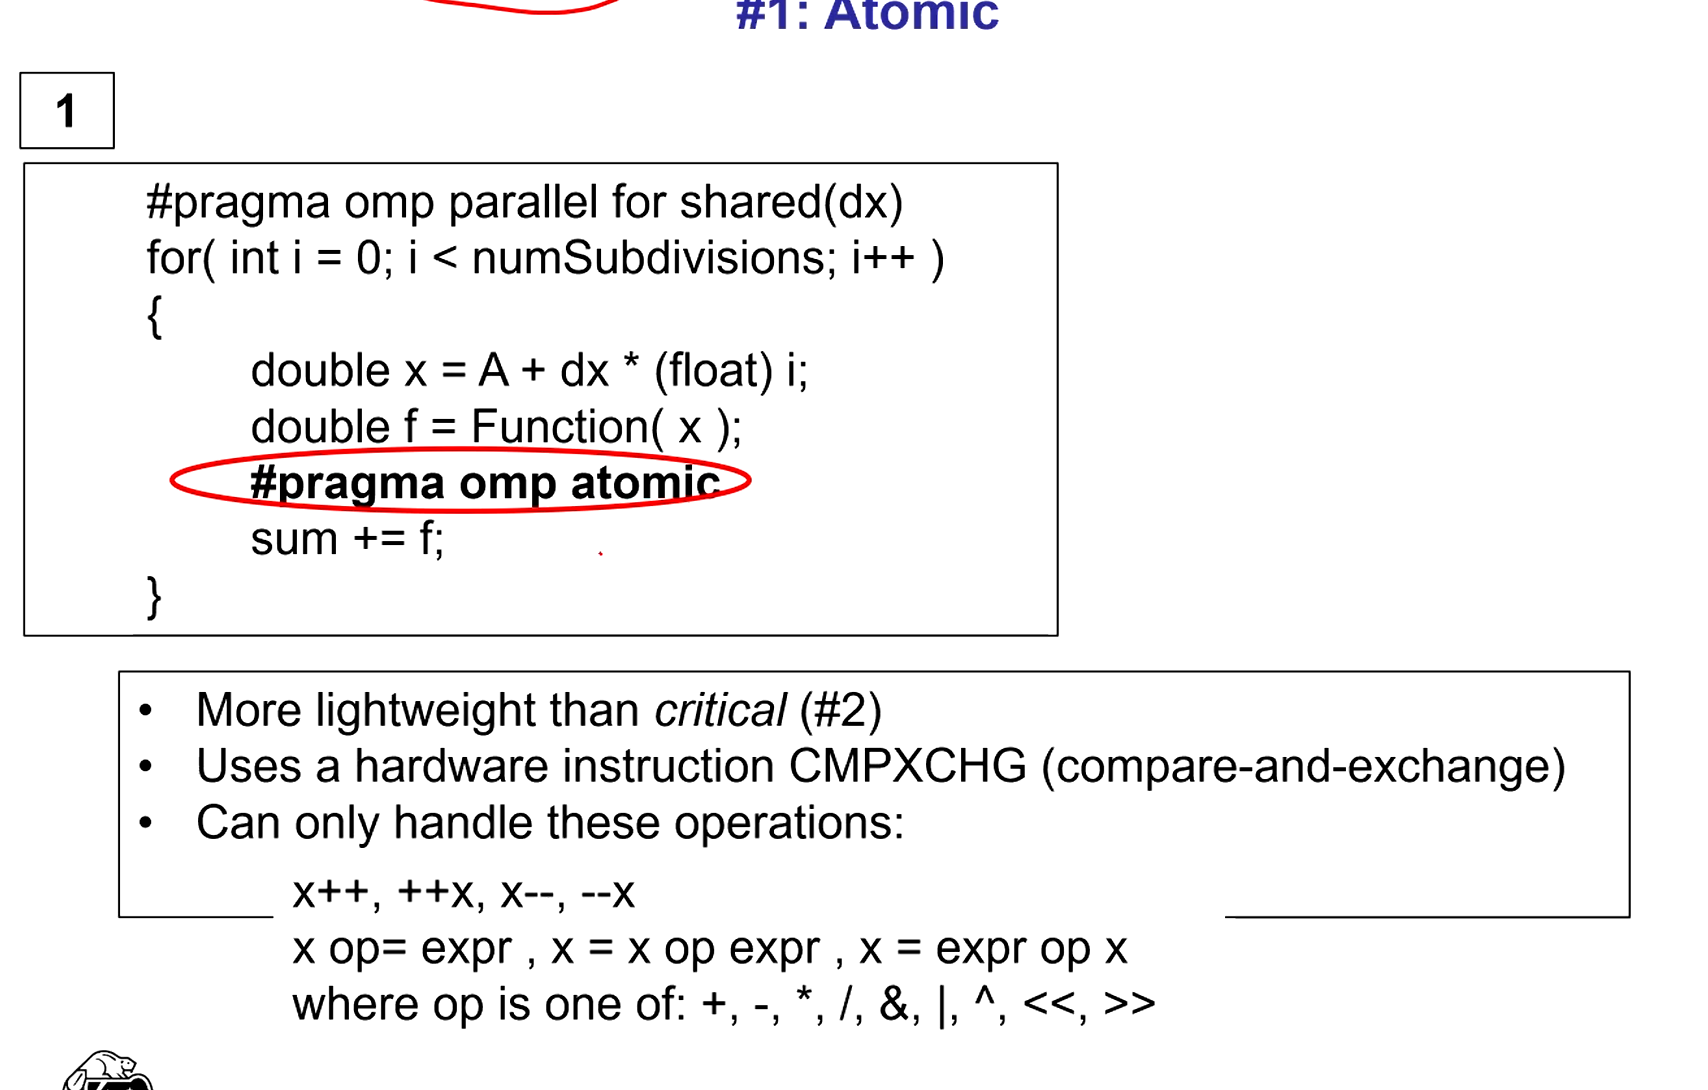 #1: Atomic
1
#pragma omp parallel for shared(dx)
for( int i = 0; i < numSubdivisions; i++ )
{
double x = A + dx * (float) i;
double f = Function( x );
#pragma omp atomic
sum += f;
}
• More lightweight than critical (#2)
• Uses a hardware instruction CMPXCHG (compare-and-exchange)
• Can only handle these operations:
x++, ++x, x--, --x
x op= expr , x = x op expr , x = expr op x
where op is one of: +, -, *, /, &, |, ^, <<, >>